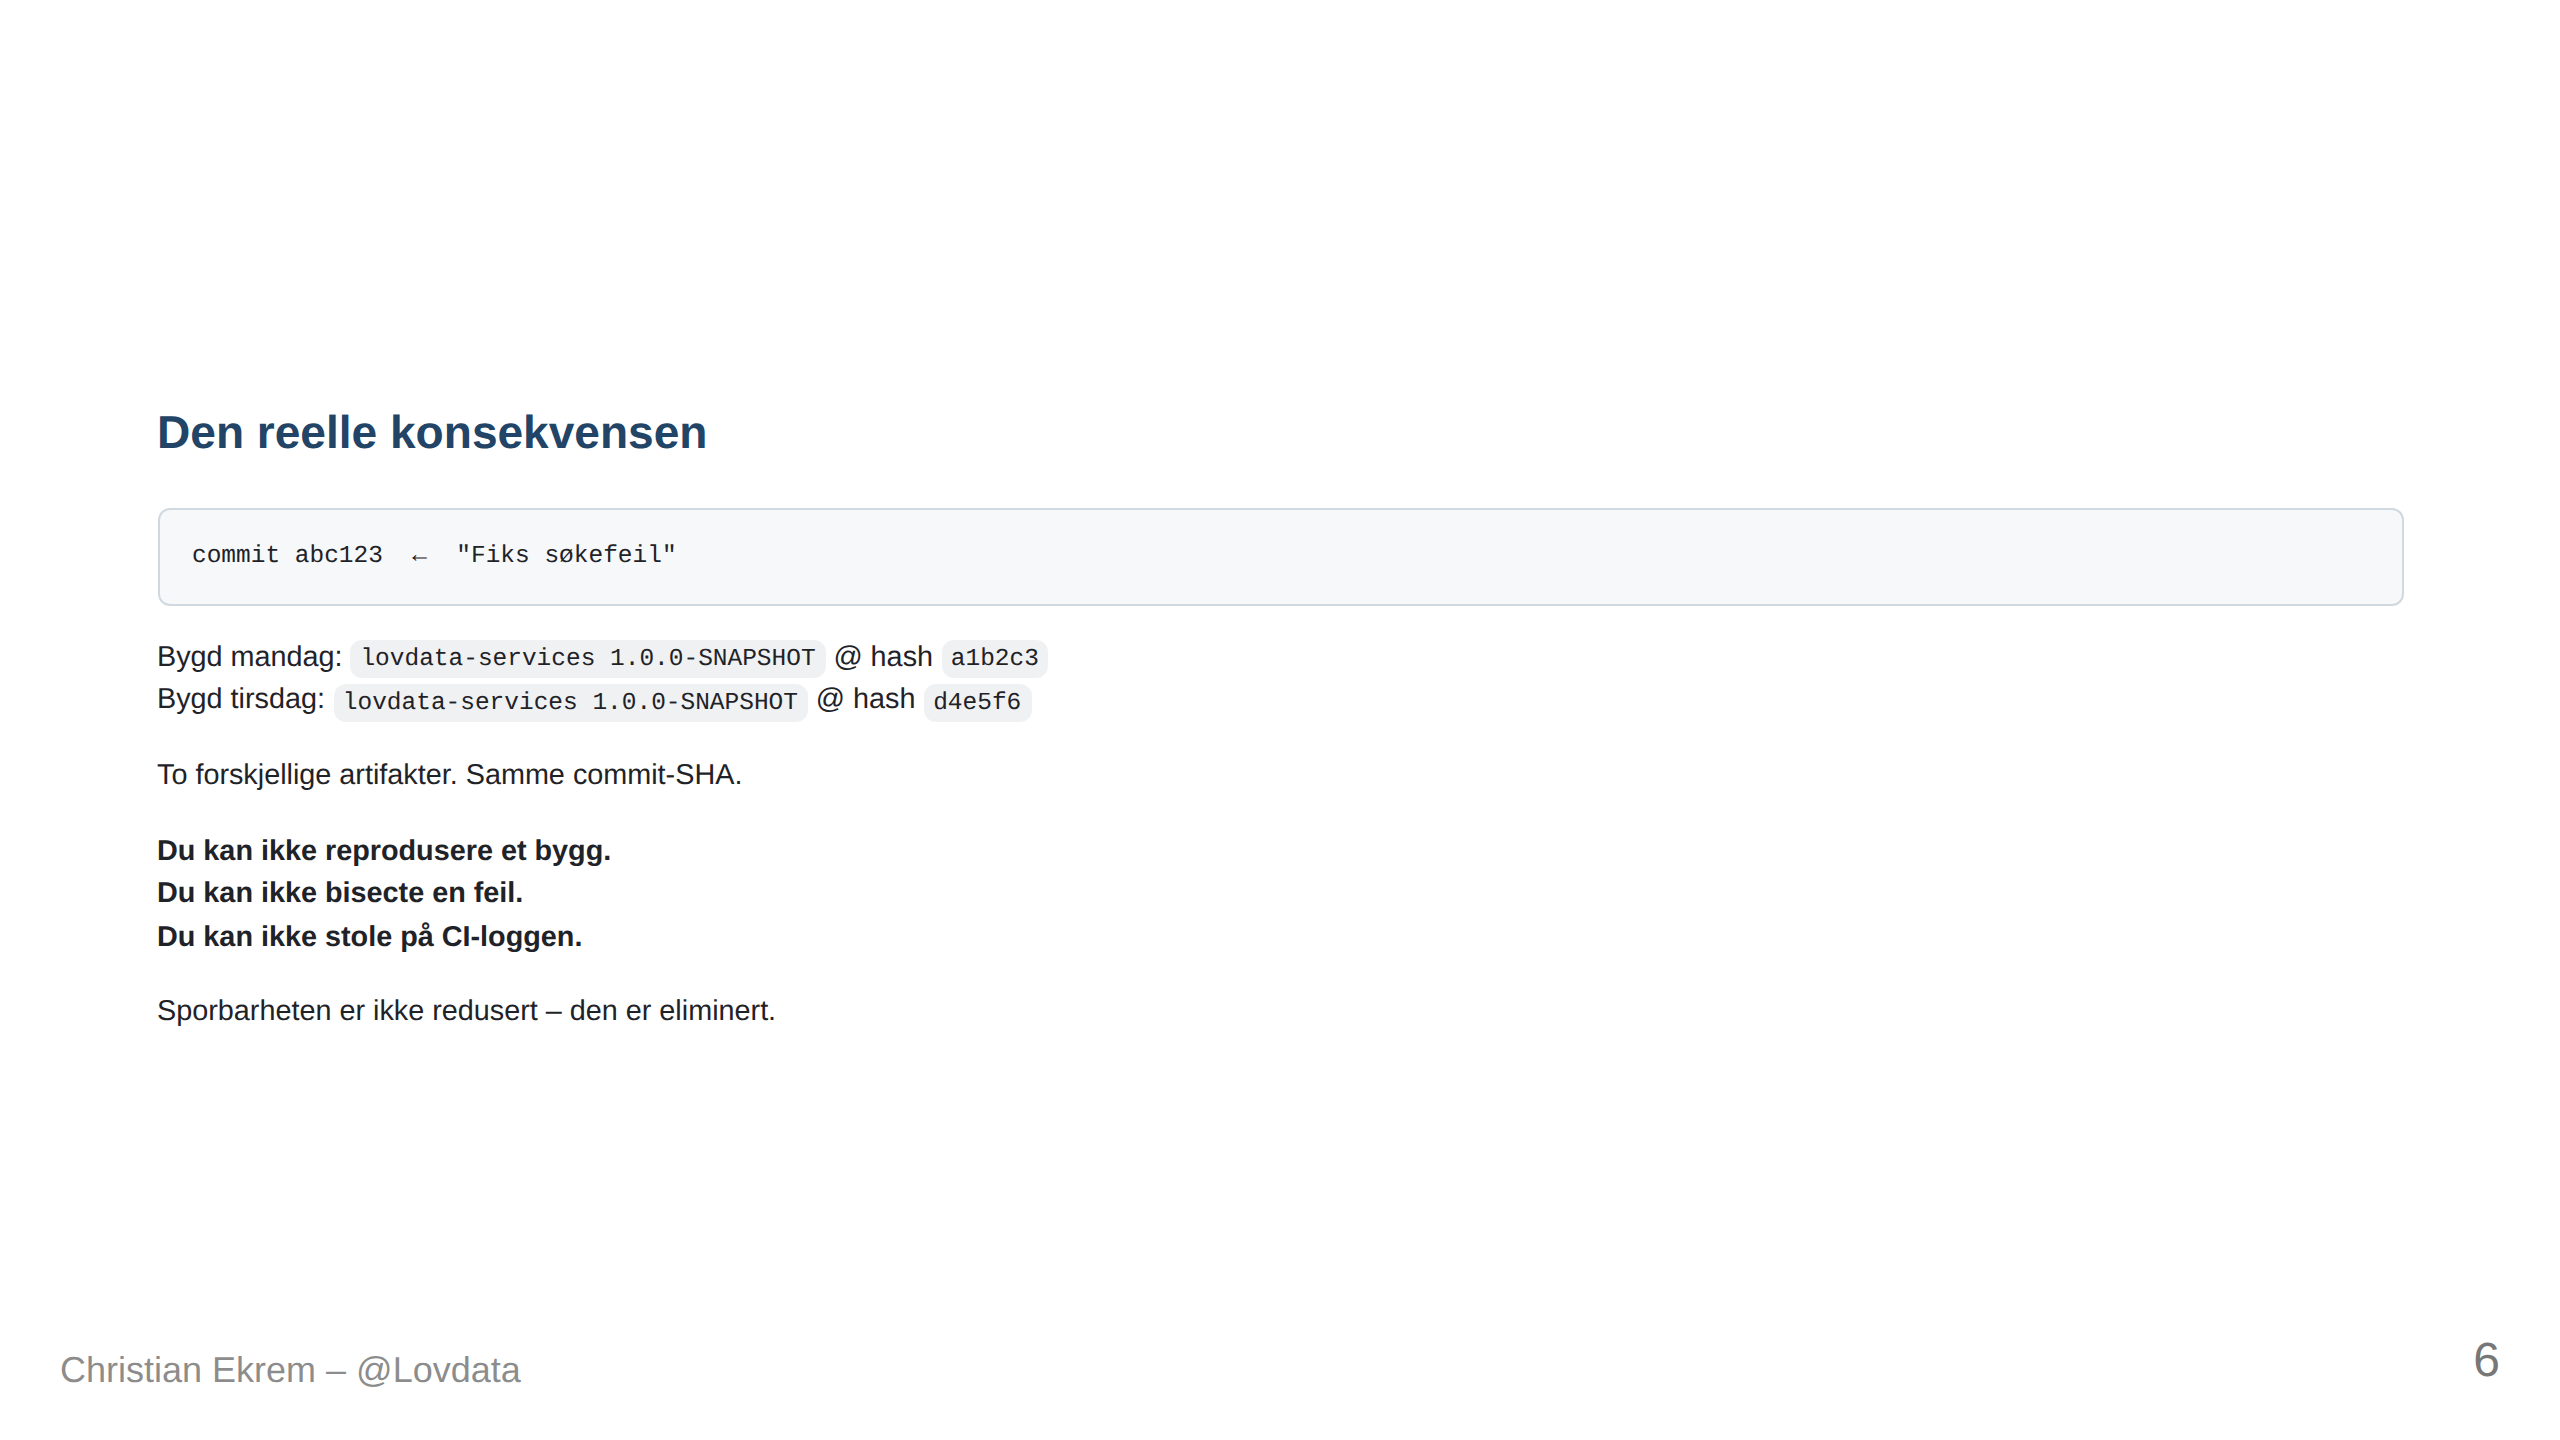 Den reelle konsekvensen
commit abc123  ←  "Fiks søkefeil"
Bygd mandag: lovdata-services 1.0.0-SNAPSHOT @ hash a1b2c3
Bygd tirsdag: lovdata-services 1.0.0-SNAPSHOT @ hash d4e5f6
To forskjellige artifakter. Samme commit-SHA.
Du kan ikke reprodusere et bygg.
Du kan ikke bisecte en feil.
Du kan ikke stole på CI-loggen.
Sporbarheten er ikke redusert – den er eliminert.
Christian Ekrem – @Lovdata
6